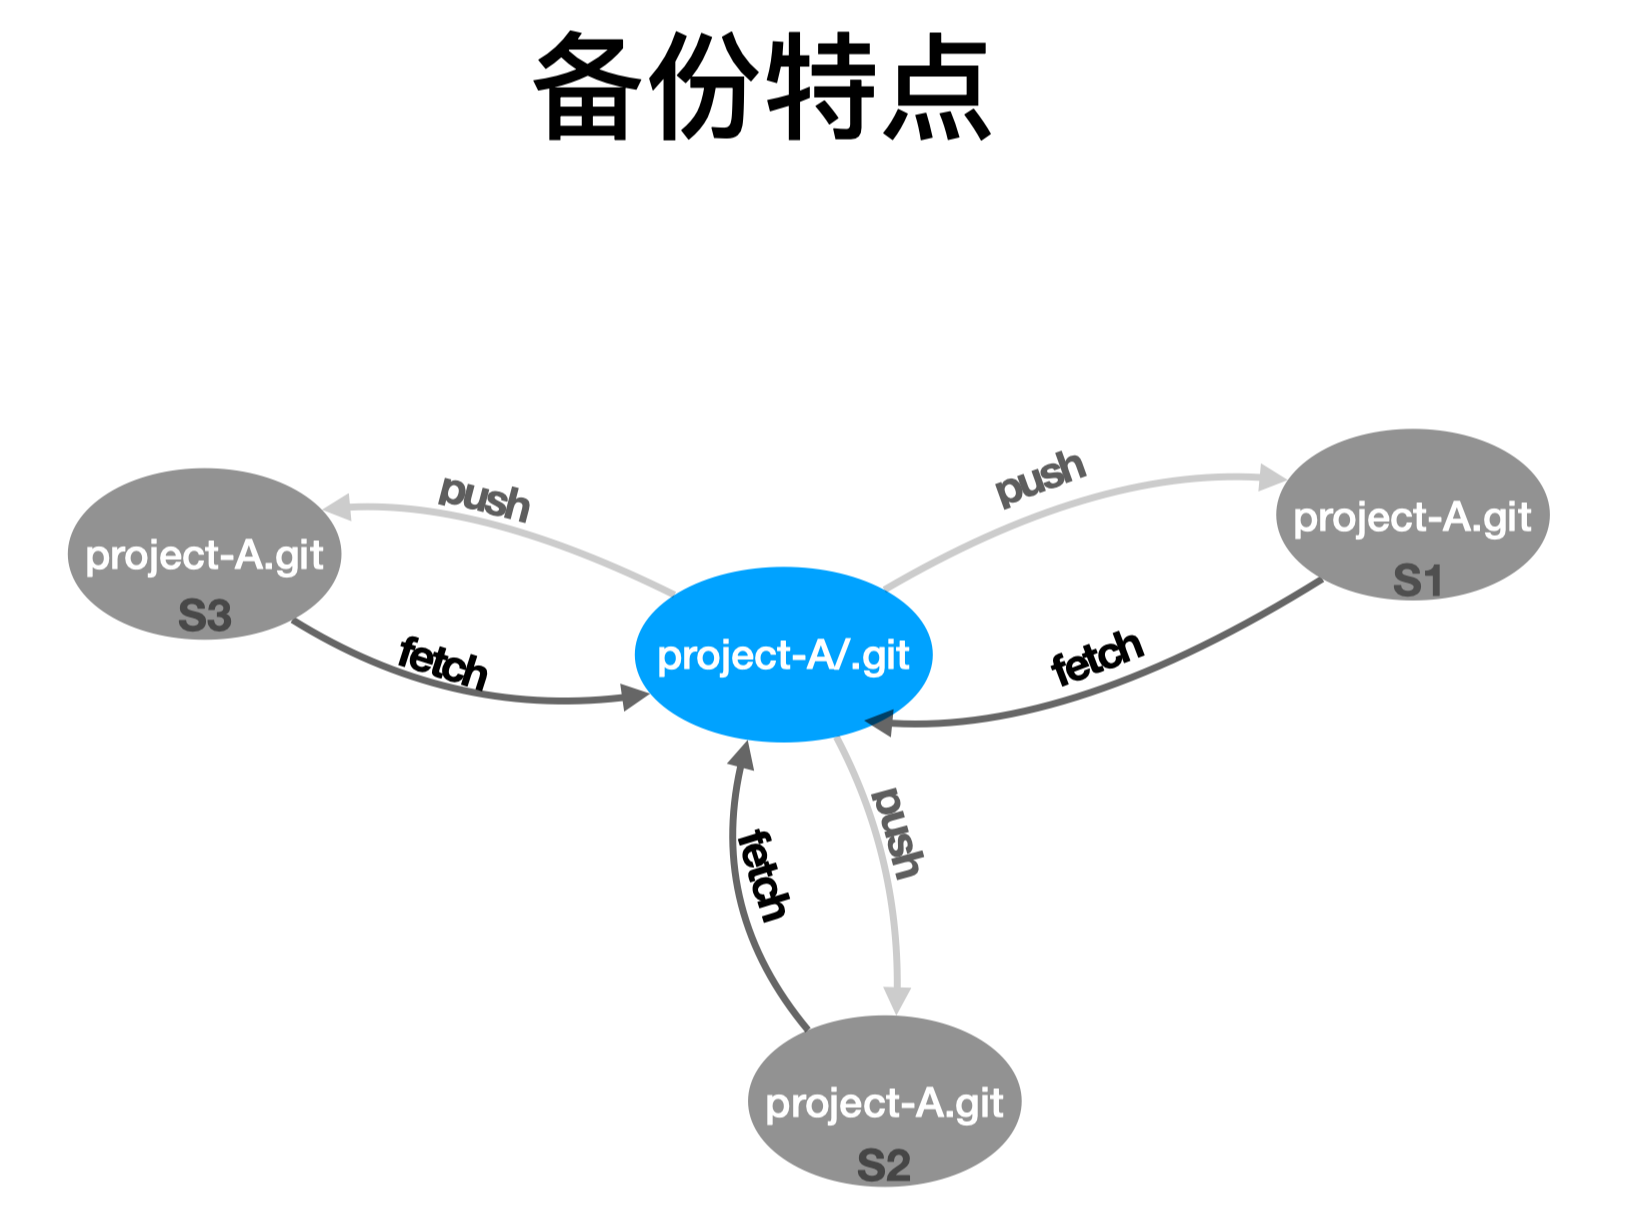 备份特点
push
push
project-A.git
S1
project-A.git
S3
fetch
project-A/.git
fetch
push
fetch
project-A.git
S2